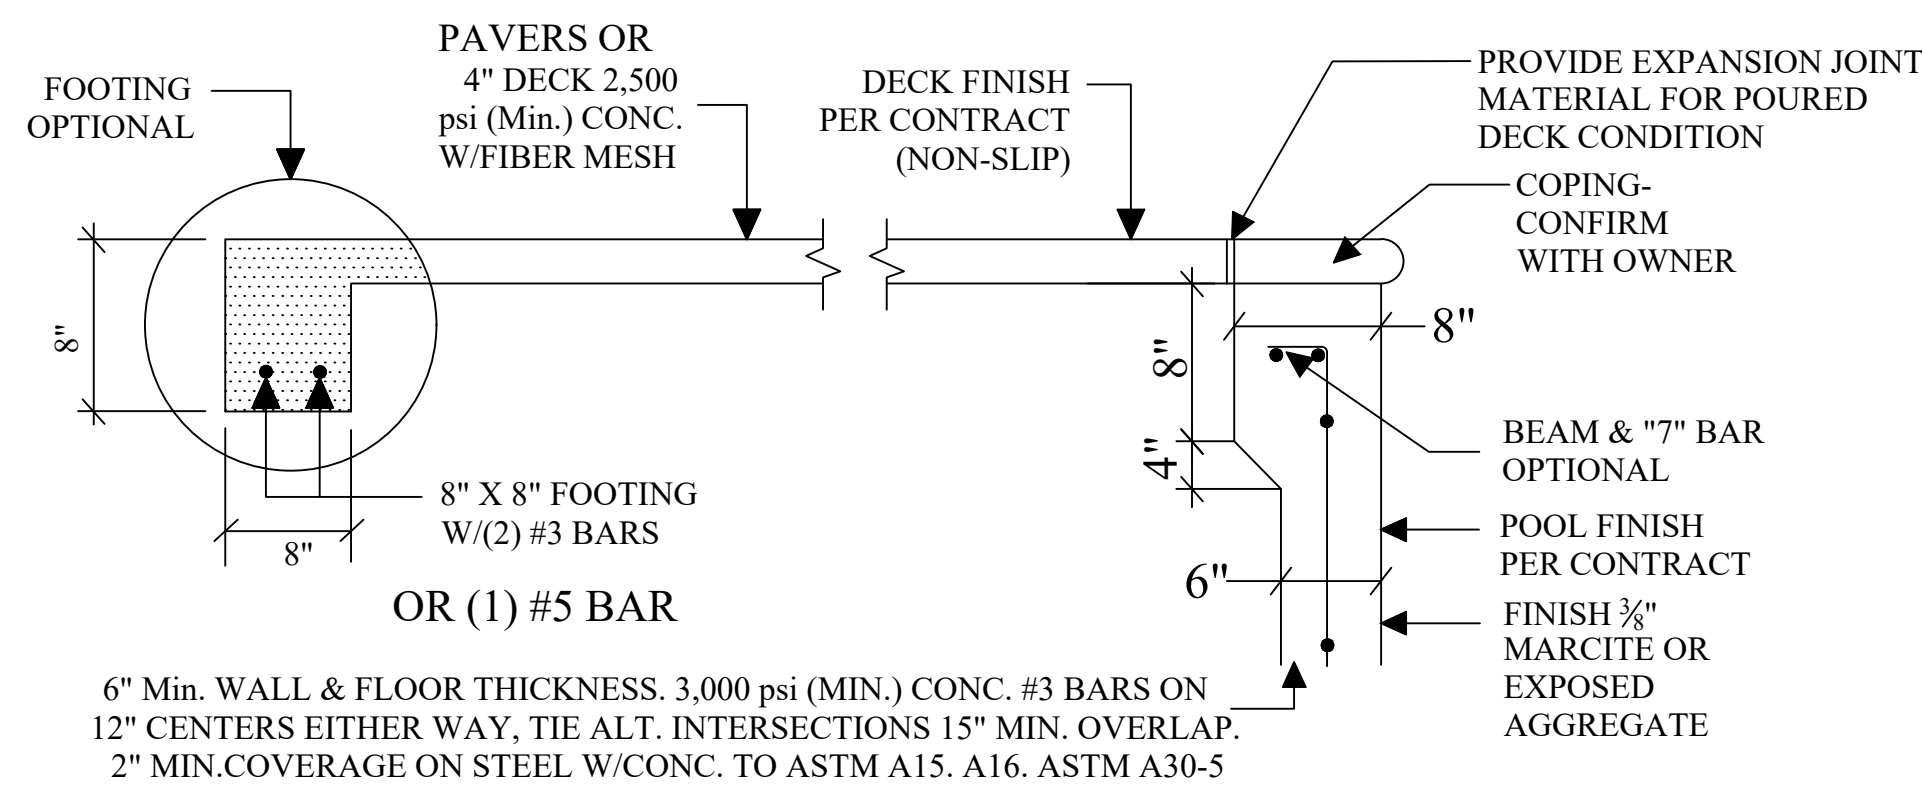 FOOTING
OPTIONAL
PAVERS OR
4" DECK 2,500
psi (Min.) CONC.
W/FIBER MESH
DECK FINISH
PER CONTRACT
(NON-SLIP)
PROVIDE EXPANSION JOINT
MATERIAL FOR POURED
DECK CONDITION
COPING-
CONFIRM
WITH OWNER
8"
8"
8"
4"
BEAM & "7" BAR
OPTIONAL
8" X 8" FOOTING
W/(2) #3 BARS
8"
OR (1) #5 BAR
POOL FINISH
PER CONTRACT
6"
FINISH ⅜"
MARCITE OR
EXPOSED
AGGREGATE
6" Min. WALL & FLOOR THICKNESS. 3,000 psi (MIN.) CONC. #3 BARS ON
12" CENTERS EITHER WAY, TIE ALT. INTERSECTIONS 15" MIN. OVERLAP.
2" MIN.COVERAGE ON STEEL W/CONC. TO ASTM A15. A16. ASTM A30-5